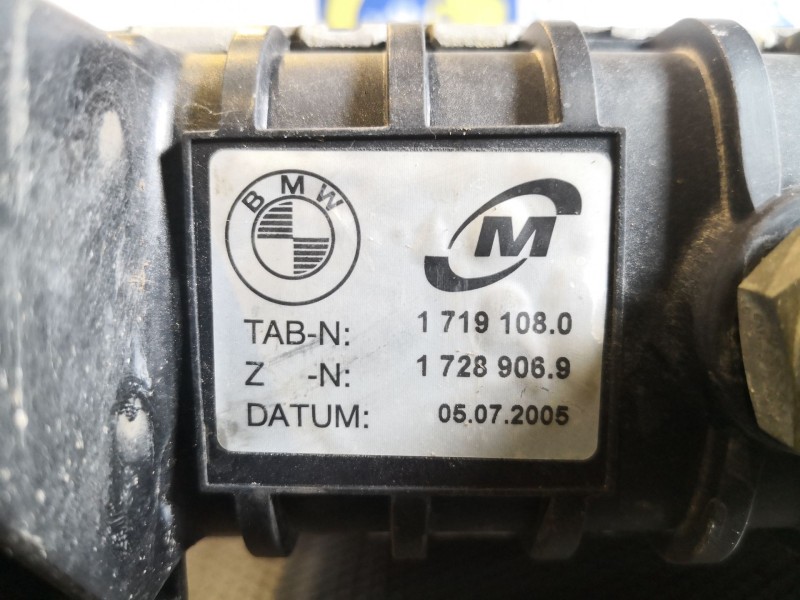 BMW
M
TAB-N: 1 719 108.0
Z -N: 1 728 906.9
DATUM: 05.07.2005